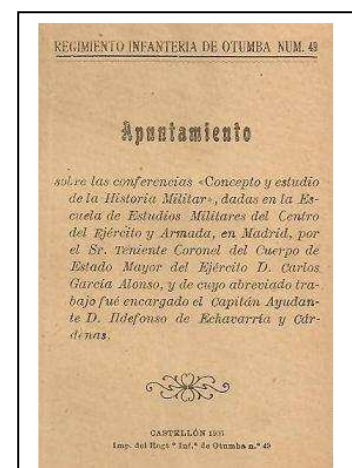 REGIMIENTO INFANTERIA DE OTUMBA NUM. 49
Apuntamiento
sobre las conferencias «Concepto y estudio
de la Historia Militar», dadas en la Es-
cuela de Estudios Militares del Centro
del Ejército y Armada, en Madrid, por
el Sr. Teniente Coronel del Cuerpo de
Estado Mayor del Ejército D. Carlos
García Alonso, y de cuyo abreviado tra-
bajo fué encargado el Capitán Ayudan-
te D. Ildefonso de Echavarría y Cár-
denas.
CASTELLÓN
Imp. del Regt.º Inf.ª de Otumba n.º 49